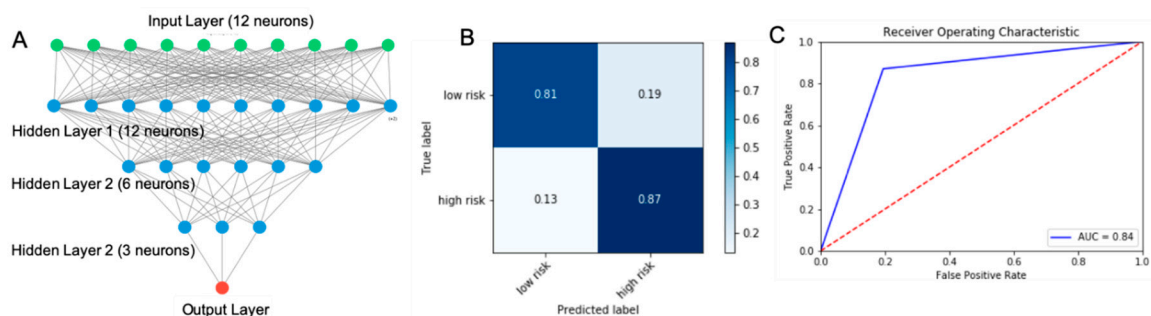 A
Input Layer (12 neurons)
Hidden Layer 1 (12 neurons)
Hidden Layer 2 (6 neurons)
Hidden Layer 2 (3 neurons)
Output Layer
B
True label
low risk
high risk
0.81
0.19
0.13
0.87
low risk
high risk
Predicted label
0.8
0.7
0.6
0.5
0.4
0.3
0.2
C
Receiver Operating Characteristic
True Positive Rate
1.0
0.8
0.6
0.4
0.2
0.0
AUC = 0.84
0.0
0.2
0.4
0.6
0.8
1.0
False Positive Rate